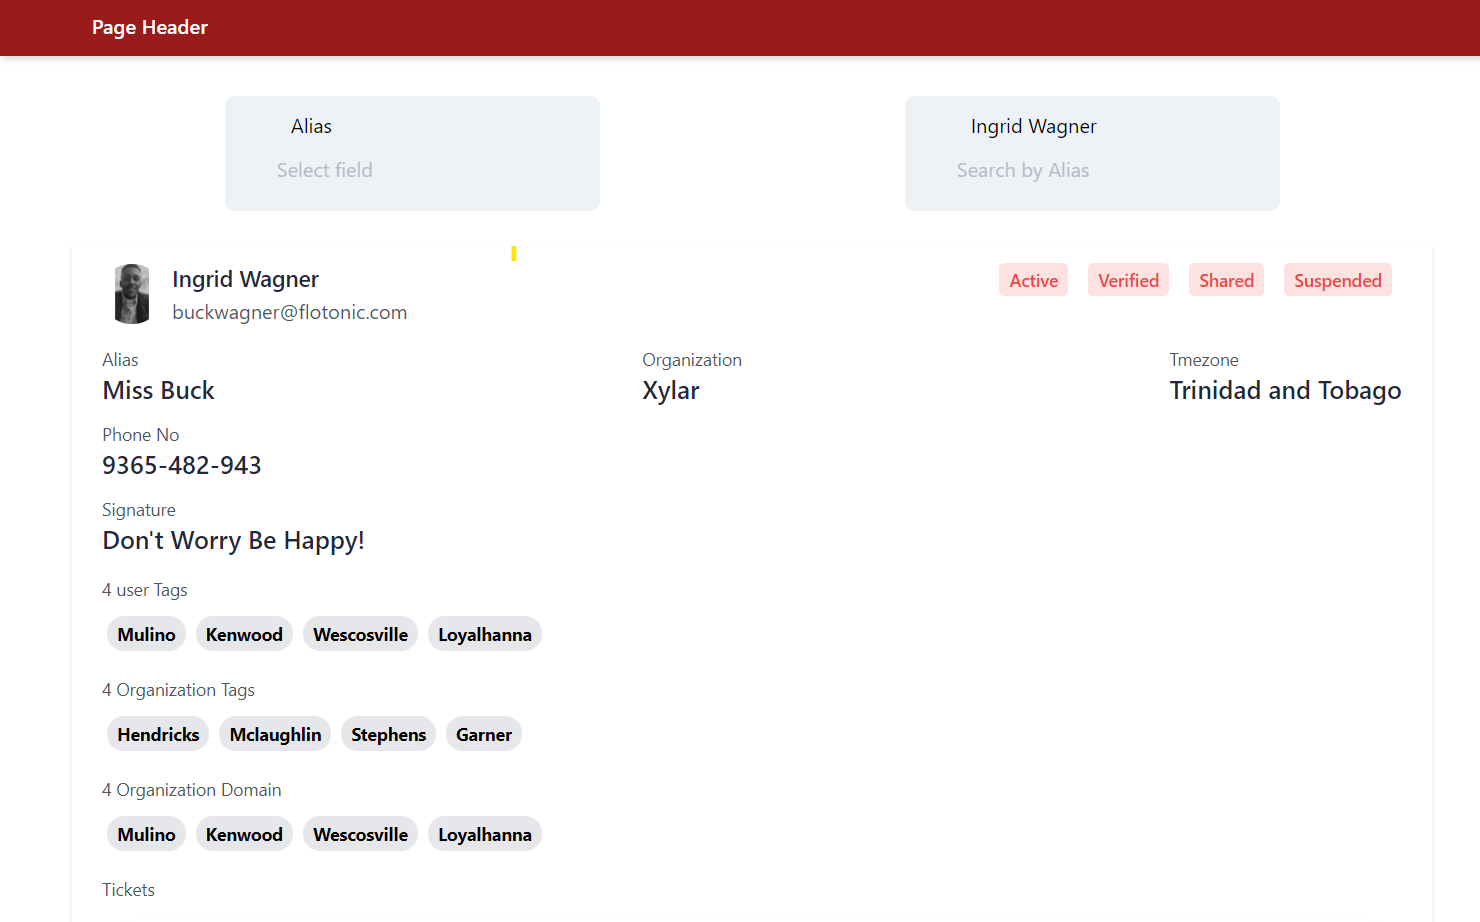 Page Header
Alias
Select field
Ingrid Wagner
Search by Alias
Ingrid Wagner
buckwagner@flotonic.com
Active Verified Shared Suspended
Alias
Miss Buck
Organization
Xylar
Tmezone
Trinidad and Tobago
Phone No
9365-482-943
Signature
Don't Worry Be Happy!
4 user Tags
Mulino Kenwood Wescosville Loyalhanna
4 Organization Tags
Hendricks Mclaughlin Stephens Garner
4 Organization Domain
Mulino Kenwood Wescosville Loyalhanna
Tickets